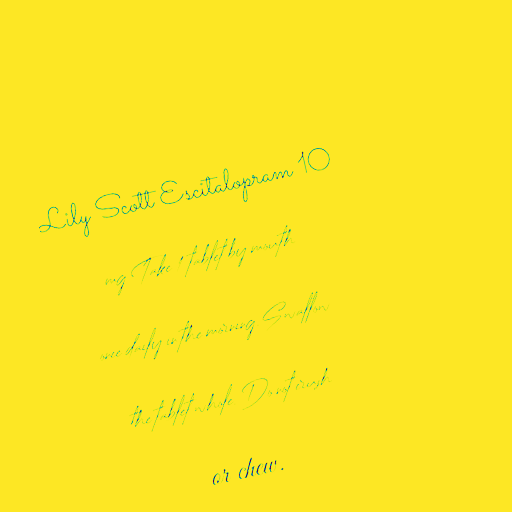 Lily Scott Escitalopram 10
mg Take 1 tablet by mouth
once daily in the morning Swallow
the tablet whole Do not crush
or chew.